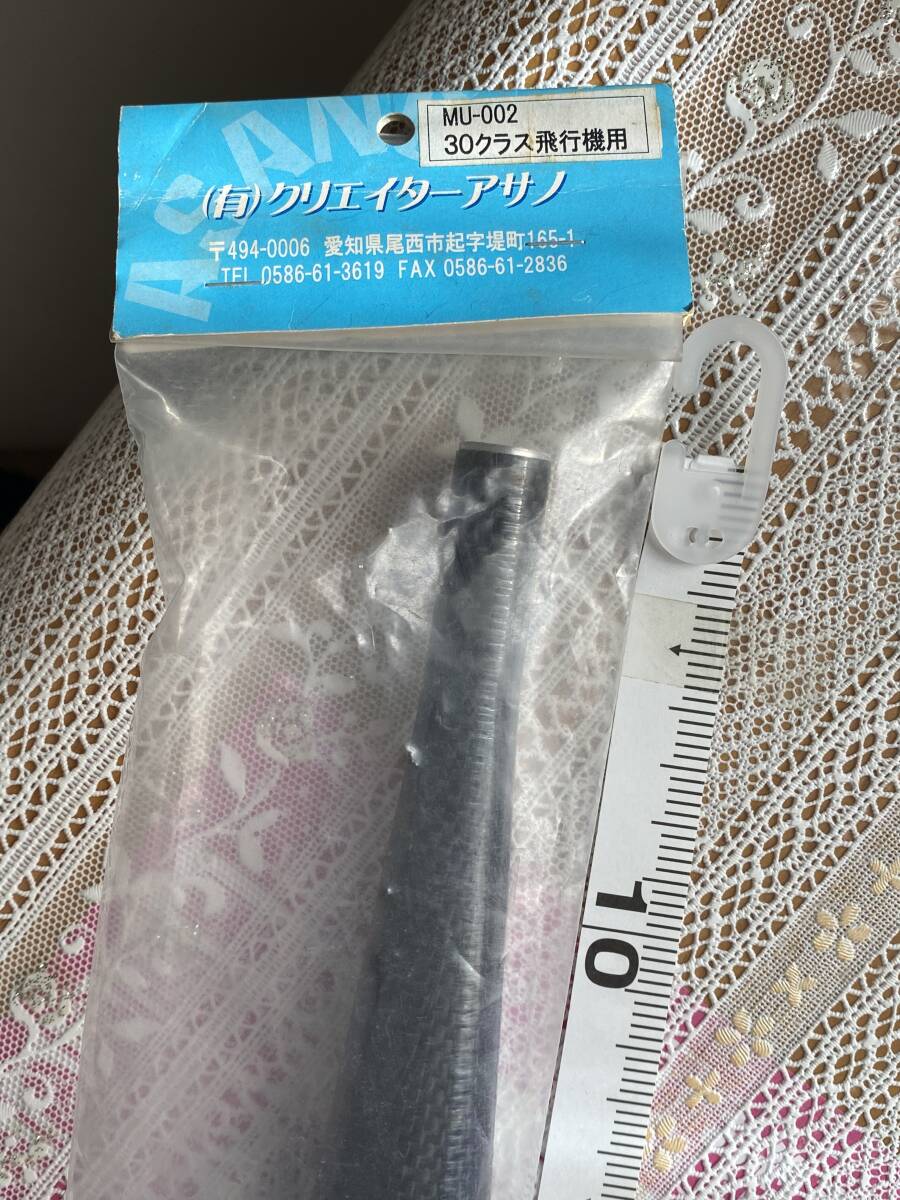 ASANO
MU-002
30クラス飛行機用
(有)クリエイターアサノ
〒494-0006 愛知県尾西市起字堤町165-1
TEL 0586-61-3619 FAX 0586-61-2836
10